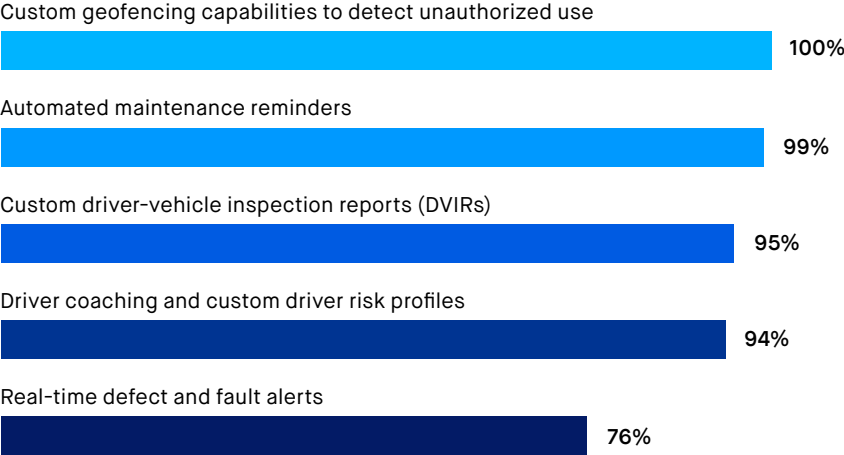 Custom geofencing capabilities to detect unauthorized use
100%
Automated maintenance reminders
99%
Custom driver-vehicle inspection reports (DVIRs)
95%
Driver coaching and custom driver risk profiles
94%
Real-time defect and fault alerts
76%